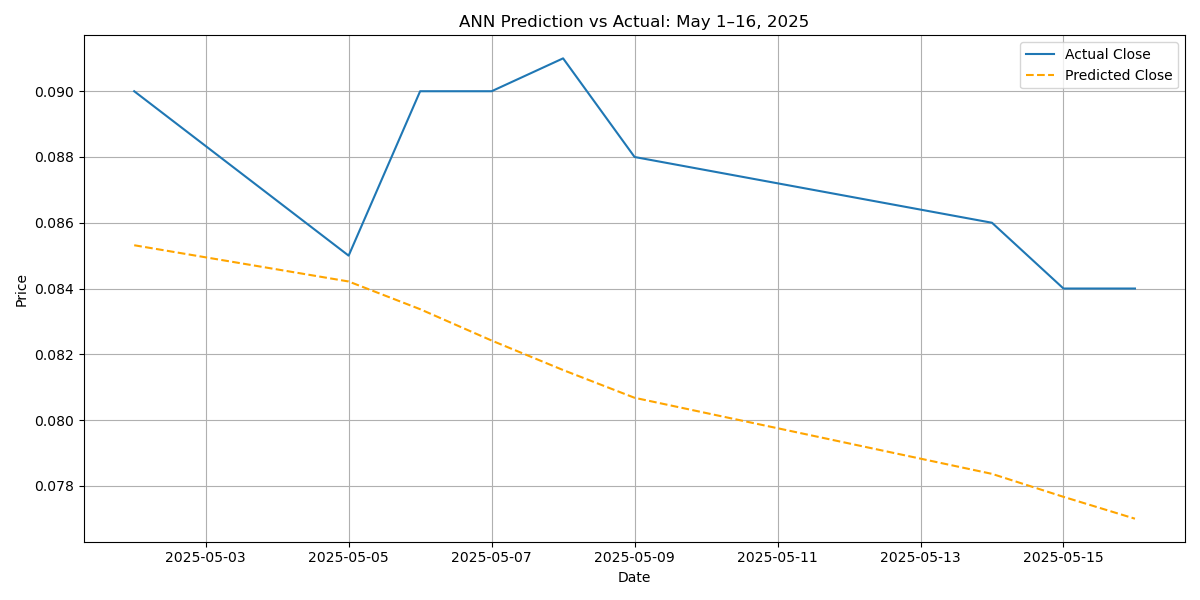 ANN Prediction vs Actual: May 1–16, 2025
Actual Close
Predicted Close
Price
0.090
0.088
0.086
0.084
0.082
0.080
0.078
2025-05-03 2025-05-05 2025-05-07 2025-05-09 2025-05-11 2025-05-13 2025-05-15
Date